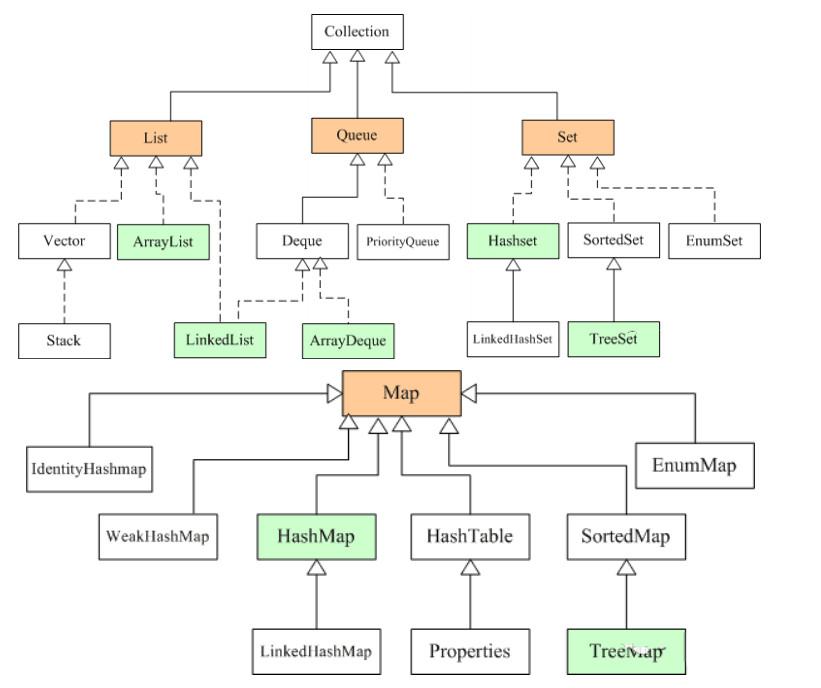 Collection
List
Queue
Set
Vector
ArrayList
Deque
PriorityQueue
Hashset
SortedSet
EnumSet
Stack
LinkedList
ArrayDeque
LinkedHashSet
TreeSet
Map
IdentityHashmap
EnumMap
WeakHashMap
HashMap
HashTable
SortedMap
LinkedHashMap
Properties
TreeMap